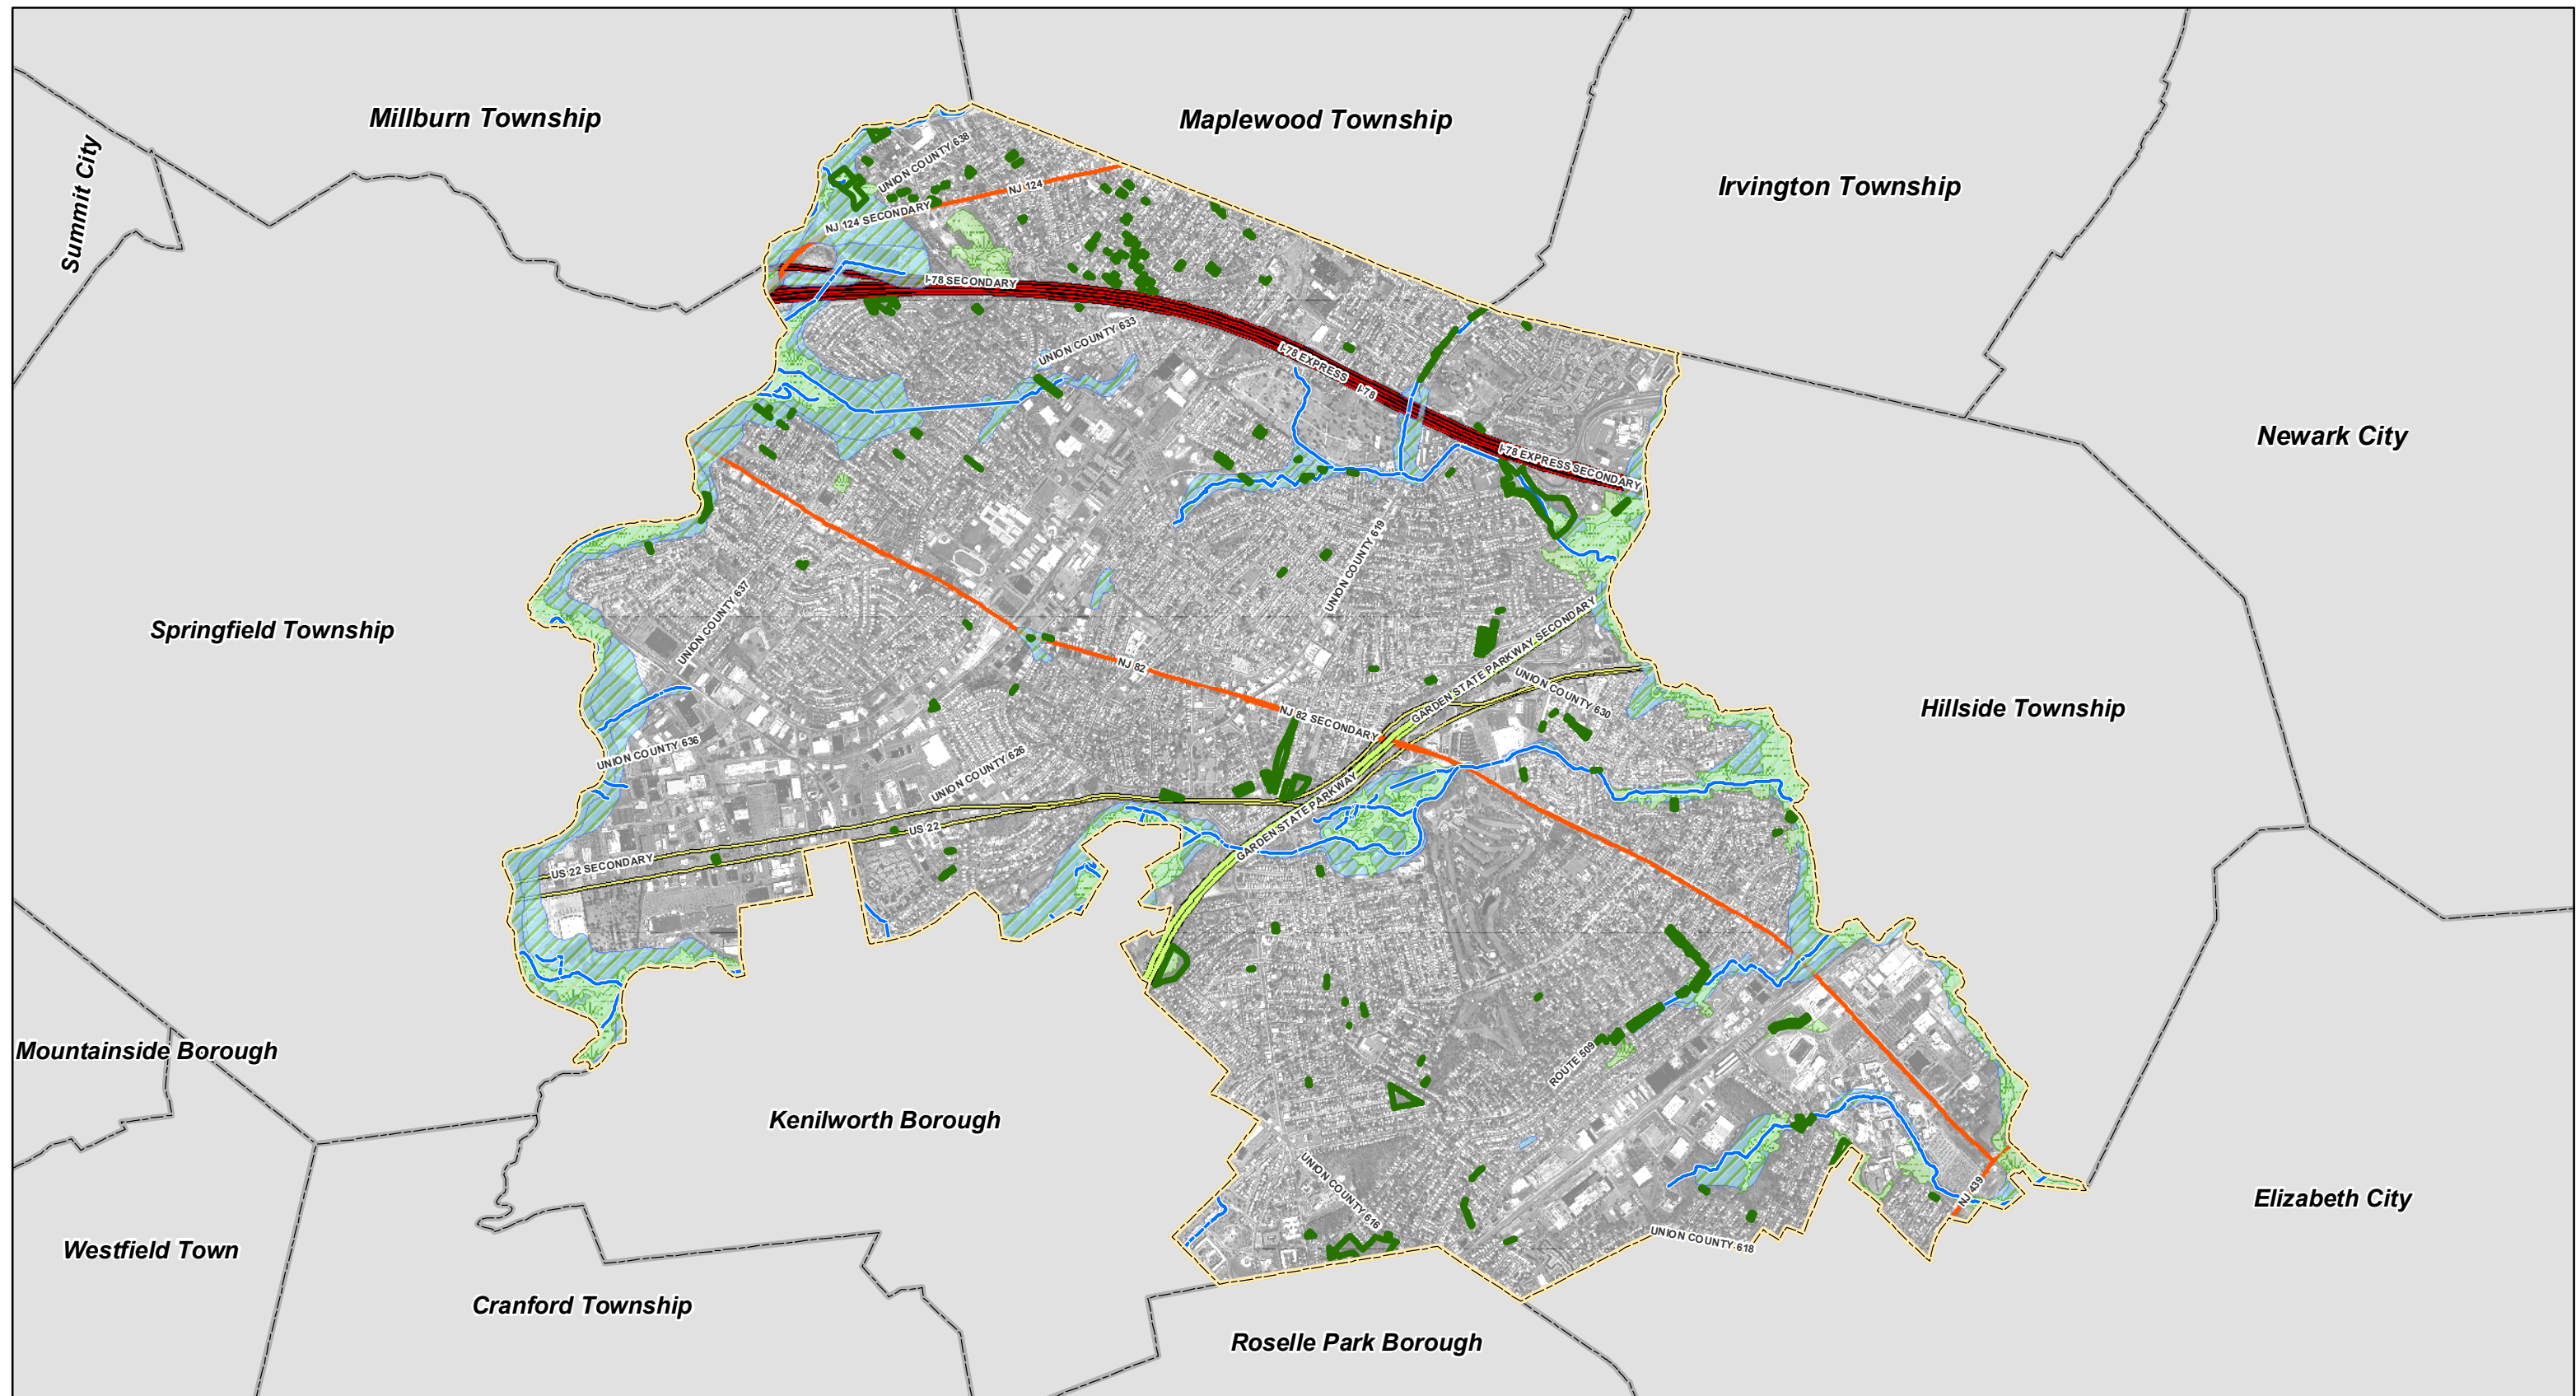 Millburn Township
Maplewood Township
Summit City
Irvington Township
UNION COUNTY 638
NJ 124
NJ 124 SECONDARY
I-78 SECONDARY
UNION COUNTY 633
I-78 EXPRESS
I-78
Newark City
I-78 EXPRESS SECONDARY
UNION COUNTY 619
UNION COUNTY 637
Springfield Township
GARDEN STATE PARKWAY SECONDARY
NJ 82
UNION COUNTY 630
Hillside Township
NJ 82 SECONDARY
UNION COUNTY 636
UNION COUNTY 626
GARDEN STATE PARKWAY
US 22
US 22 SECONDARY
Mountainside Borough
ROUTE 509
Kenilworth Borough
UNION COUNTY 616
NJ 439
Elizabeth City
UNION COUNTY 618
Westfield Town
Cranford Township
Roselle Park Borough